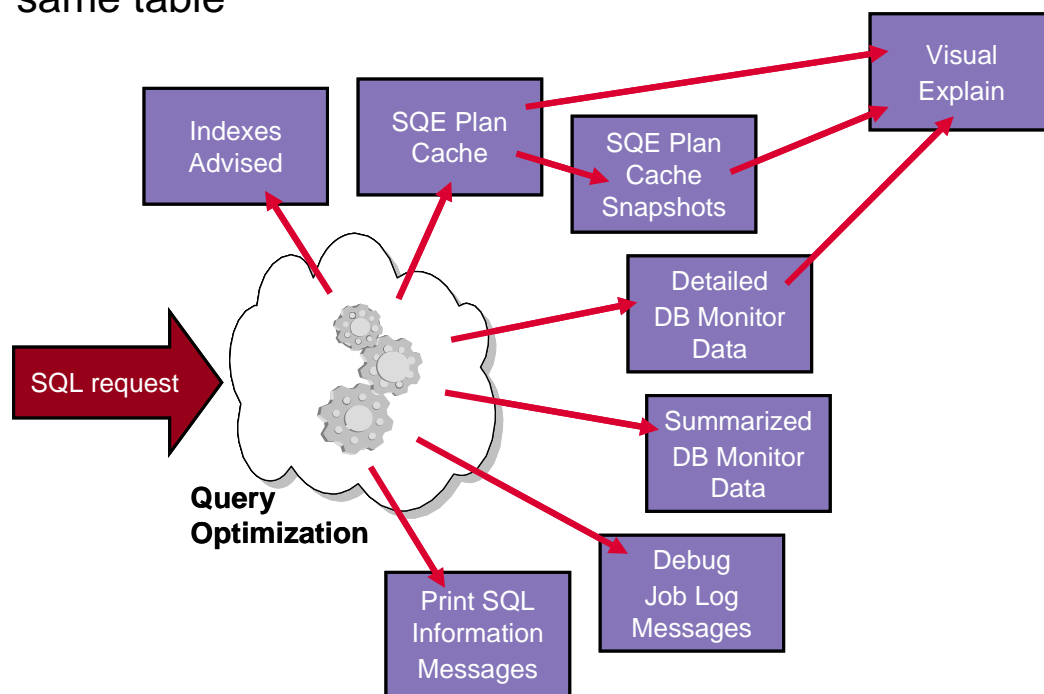 same table
Visual
Explain
Indexes
Advised
SQE Plan
Cache
SQE Plan
Cache
Snapshots
Detailed
DB Monitor
Data
SQL request
Summarized
DB Monitor
Data
Query
Optimization
Debug
Job Log
Messages
Print SQL
Information
Messages